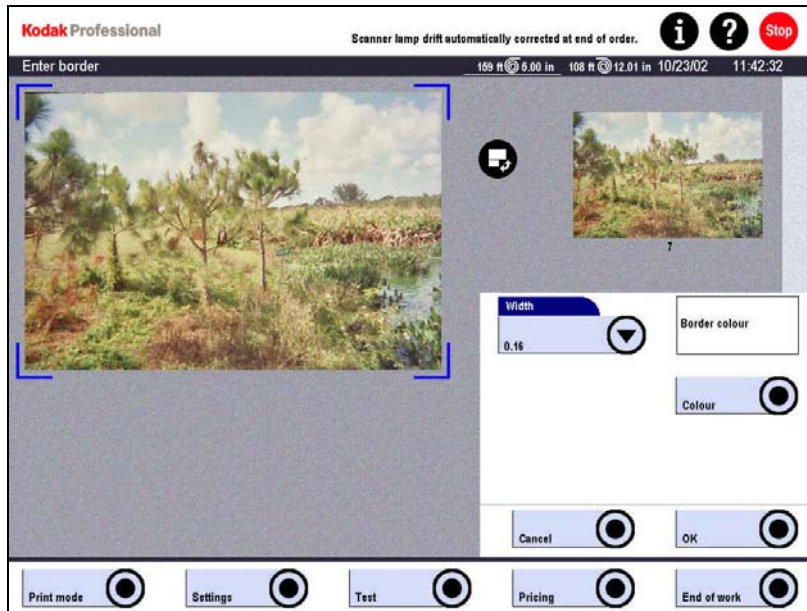 Kodak Professional
Scanner lamp drift automatically corrected at end of order.
i ? Stop
Enter border
159 ft 5.00 in 108 ft 12.01 in 10/23/02 11:42:32
7
Width
0.16
Border colour
Colour
Cancel
OK
Print mode
Settings
Test
Pricing
End of work